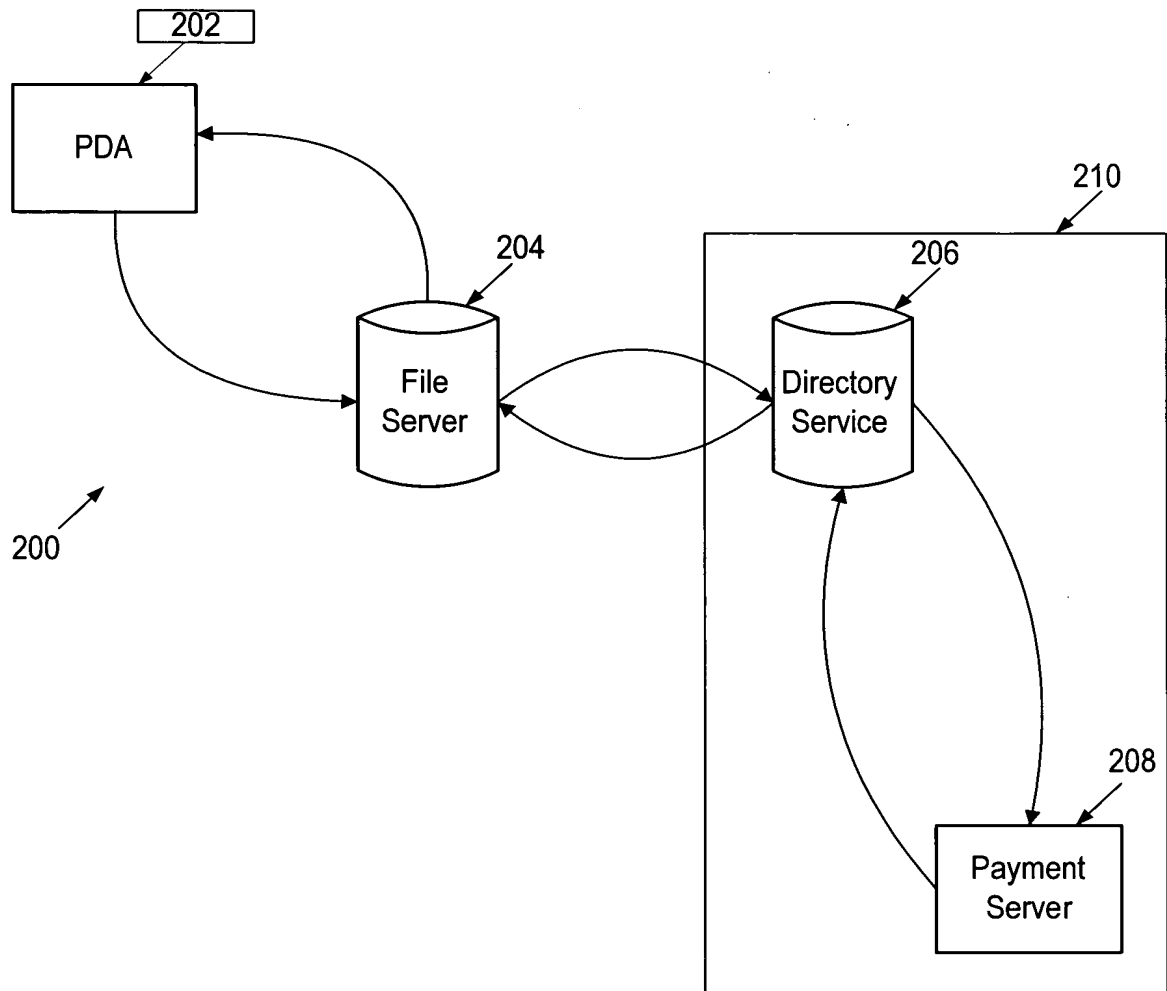 202
PDA
210
204
206
File
Server
Directory
Service
200
208
Payment
Server